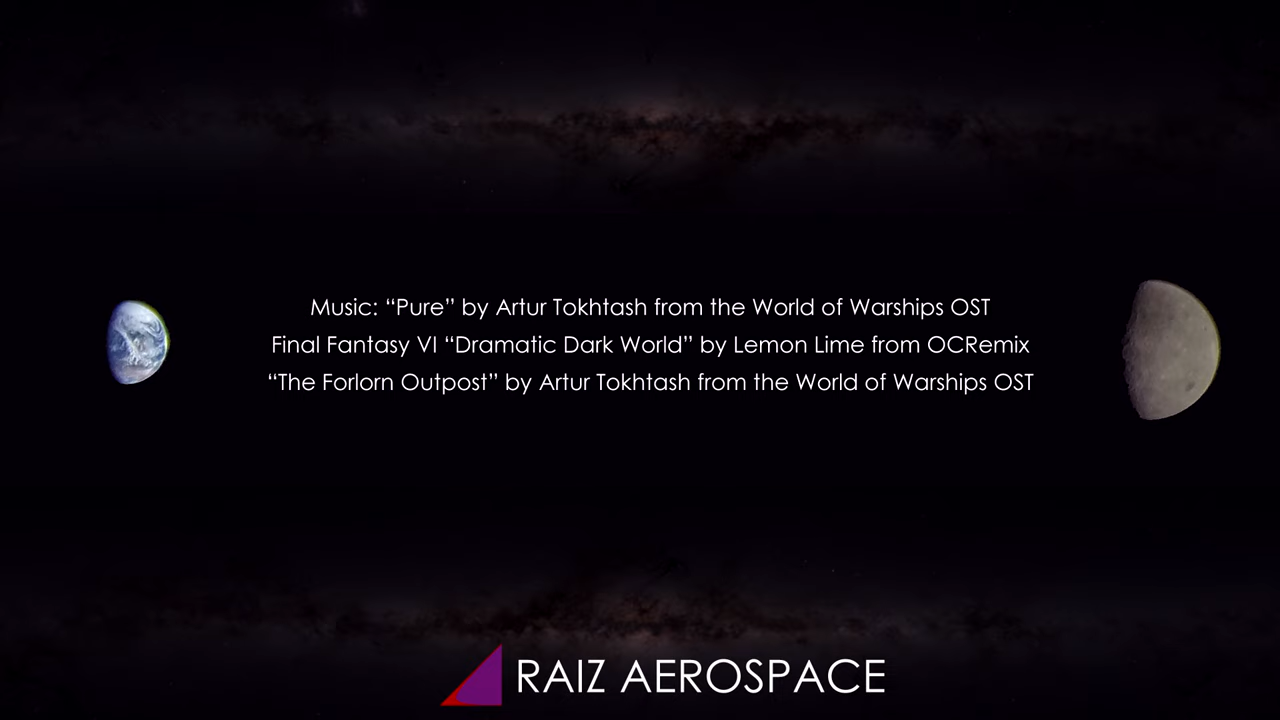 Music: “Pure” by Artur Tokhtash from the World of Warships OST
Final Fantasy VI “Dramatic Dark World” by Lemon Lime from OCRemix
“The Forlorn Outpost” by Artur Tokhtash from the World of Warships OST
RAIZ AEROSPACE